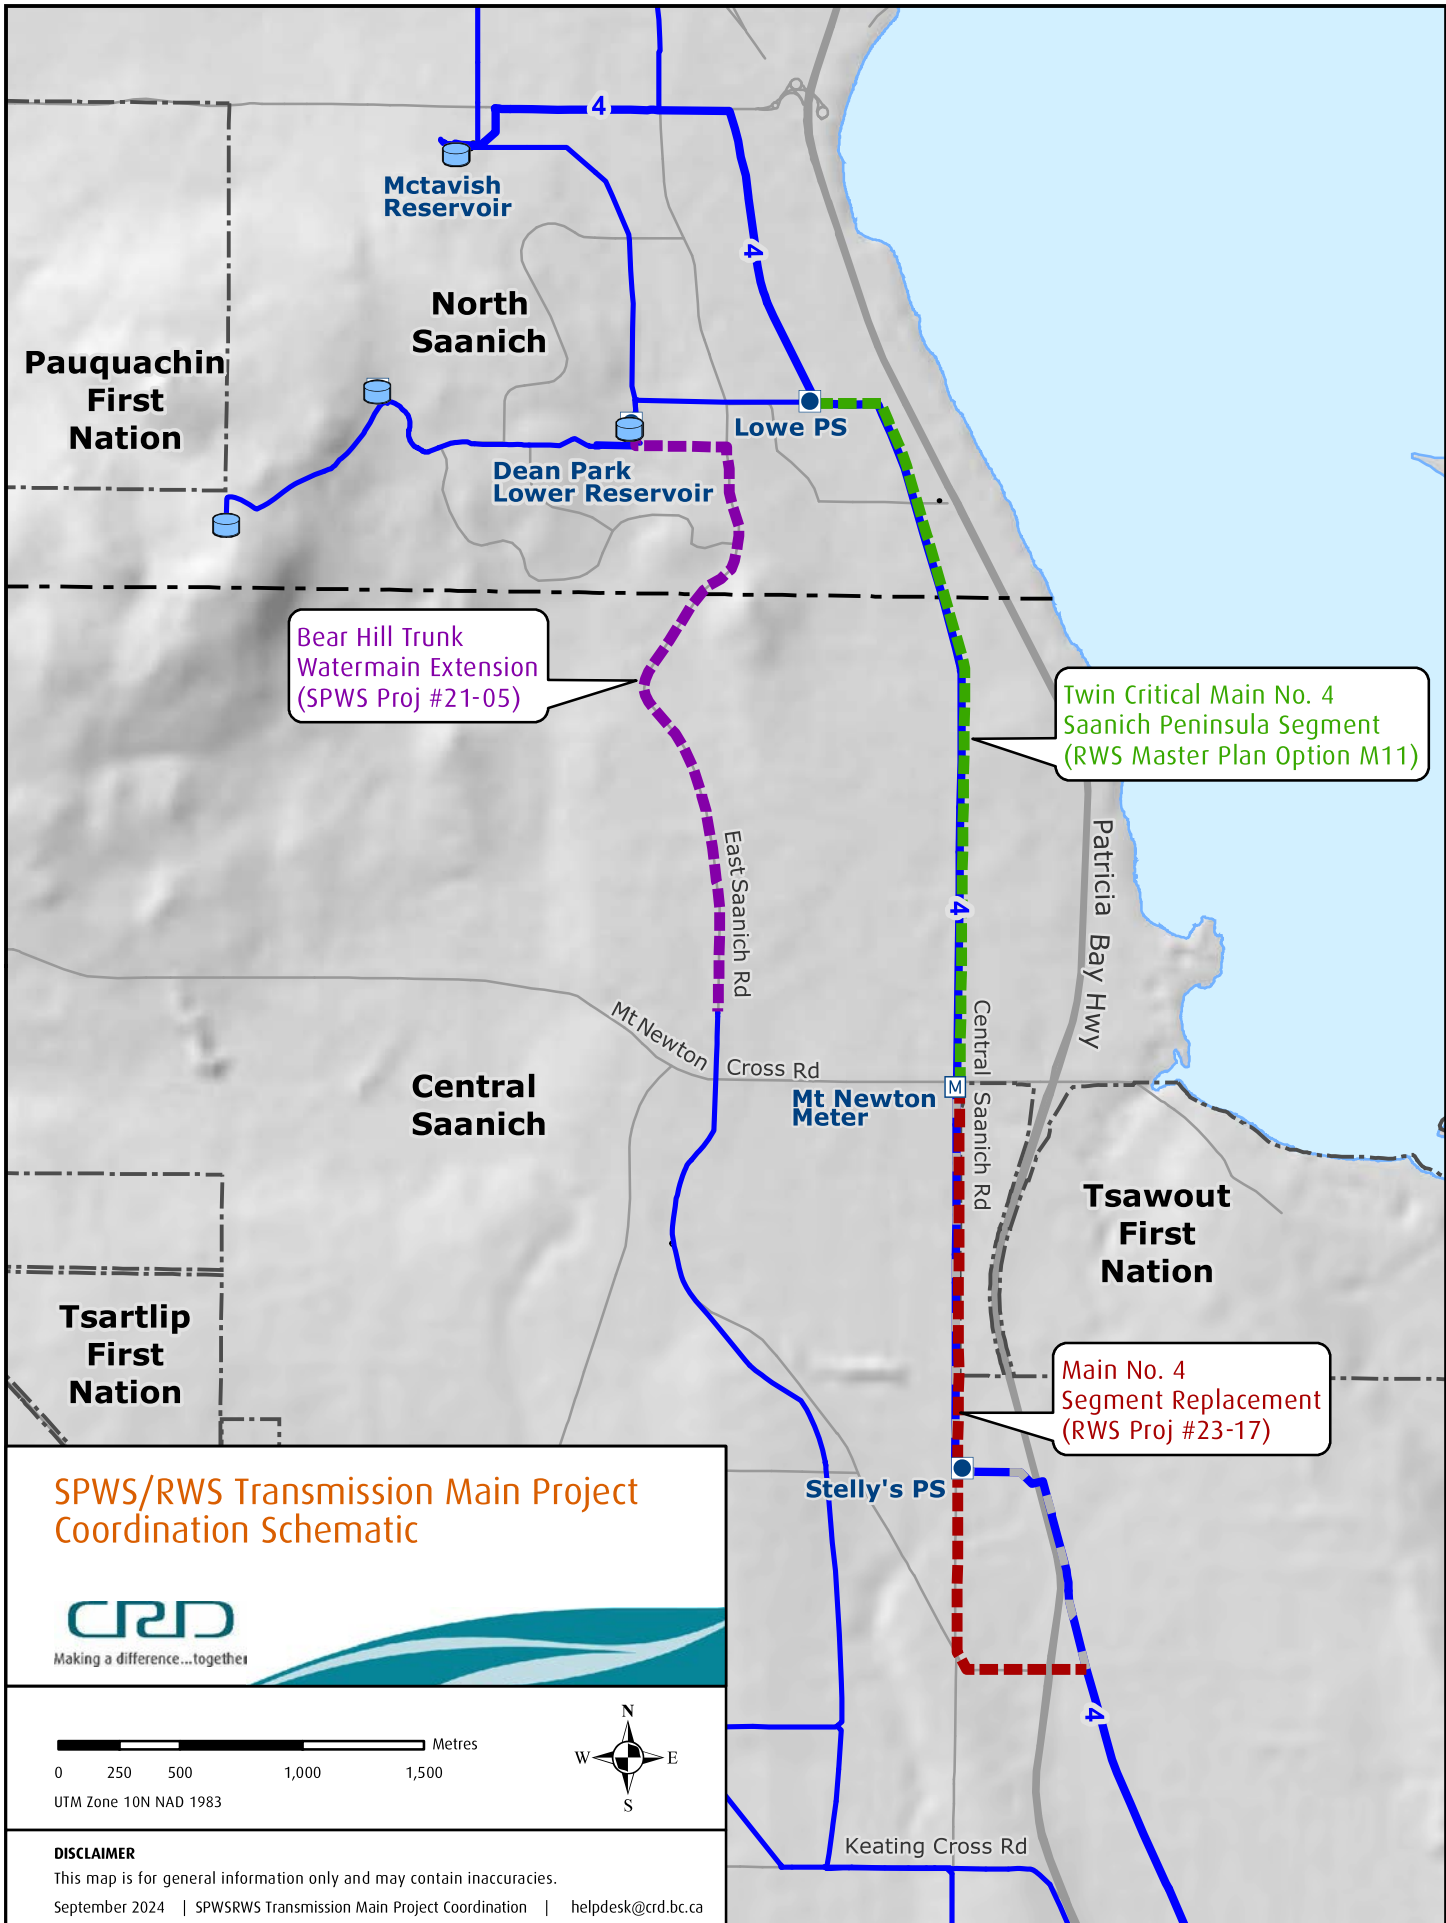 4
Mctavish
Reservoir
4
North
Saanich
Pauquachin
First
Nation
Lowe PS
Dean Park
Lower Reservoir
Bear Hill Trunk
Watermain Extension
(SPWS Proj #21-05)
Twin Critical Main No. 4
Saanich Peninsula Segment
(RWS Master Plan Option M11)
East Saanich Rd
4
Patricia Bay Hwy
Mt Newton Cross Rd
Central Saanich Rd
Central
Saanich
M
Mt Newton
Meter
Tsawout
First
Nation
Tsartlip
First
Nation
Main No. 4
Segment Replacement
(RWS Proj #23-17)
Stelly's PS
4
Keating Cross Rd
SPWS/RWS Transmission Main Project
Coordination Schematic
CRD
Making a difference...together
Metres
0 250 500 1,000 1,500
UTM Zone 10N NAD 1983
N
W E
S
DISCLAIMER
This map is for general information only and may contain inaccuracies.
September 2024 | SPWSRWS Transmission Main Project Coordination | helpdesk@crd.bc.ca